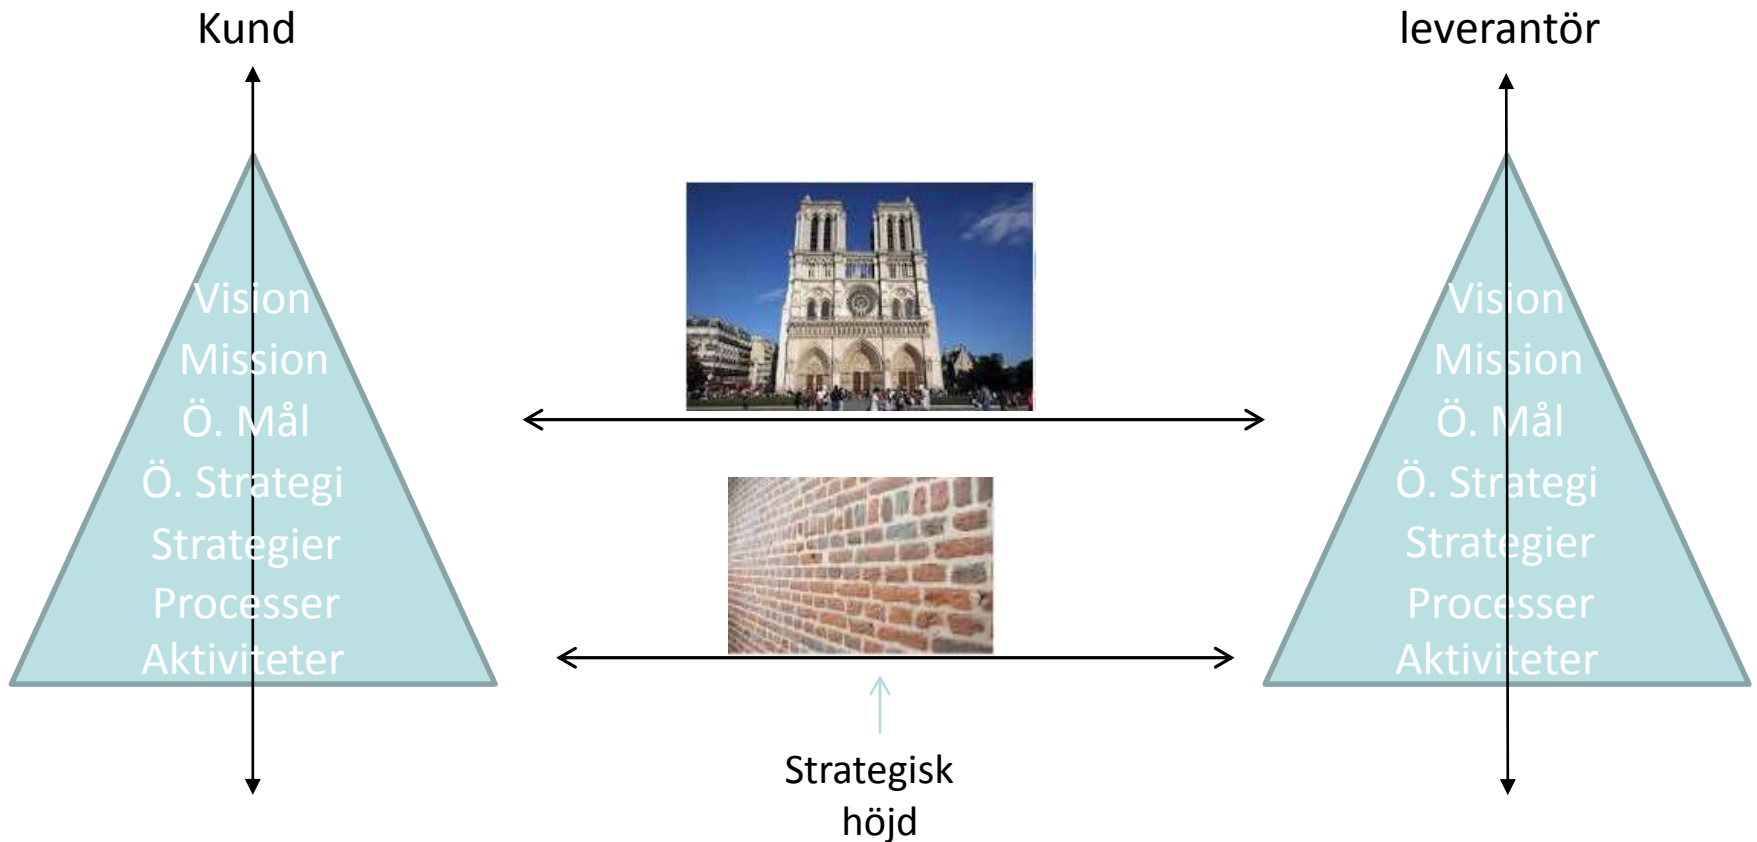 Kund
leverantör
Vision
Mission
Ö. Mål
Ö. Strategi
Strategier
Processer
Aktiviteter
Vision
Mission
Ö. Mål
Ö. Strategi
Strategier
Processer
Aktiviteter
Strategisk
höjd